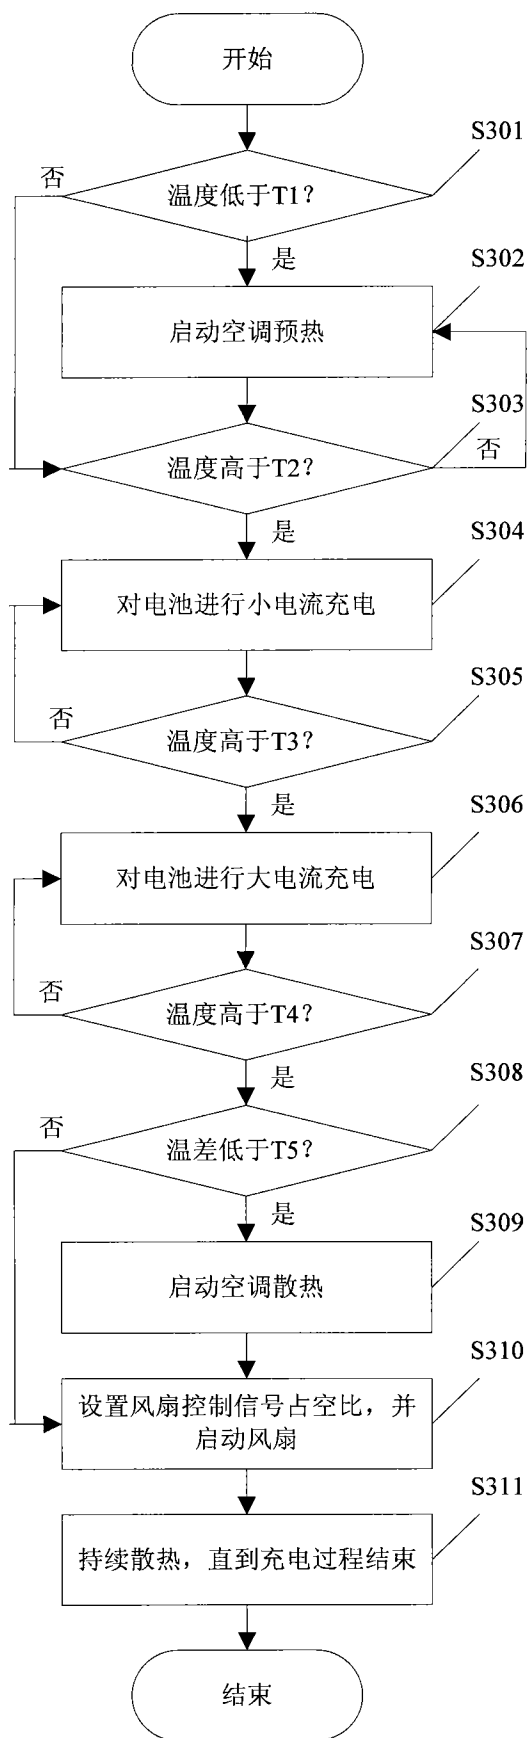 开始
S301
否
温度低于T1?
是
S302
启动空调预热
S303
温度高于T2?
否
是
S304
对电池进行小电流充电
S305
否
温度高于T3?
是
S306
对电池进行大电流充电
S307
否
温度高于T4?
是
S308
否
温差低于T5?
是
S309
启动空调散热
S310
设置风扇控制信号占空比，并
启动风扇
S311
持续散热，直到充电过程结束
结束